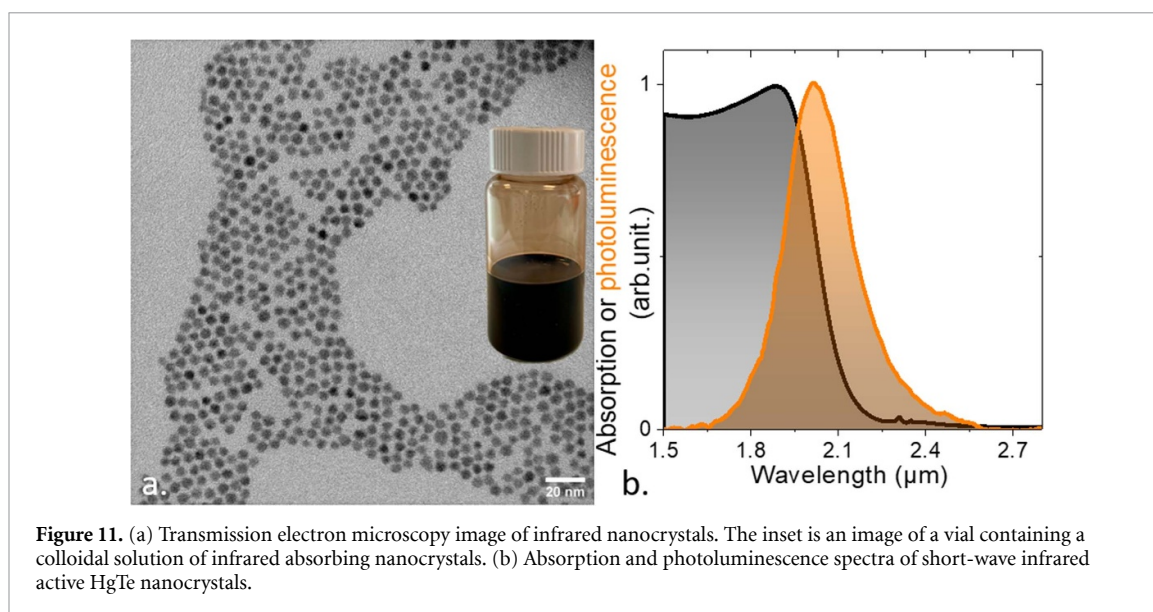 a.
20 nm
Absorption or photoluminescence
(arb.unit.)
1
0
1.5 1.8 2.1 2.4 2.7
Wavelength (μm)
b.
Figure 11. (a) Transmission electron microscopy image of infrared nanocrystals. The inset is an image of a vial containing a
colloidal solution of infrared absorbing nanocrystals. (b) Absorption and photoluminescence spectra of short-wave infrared
active HgTe nanocrystals.